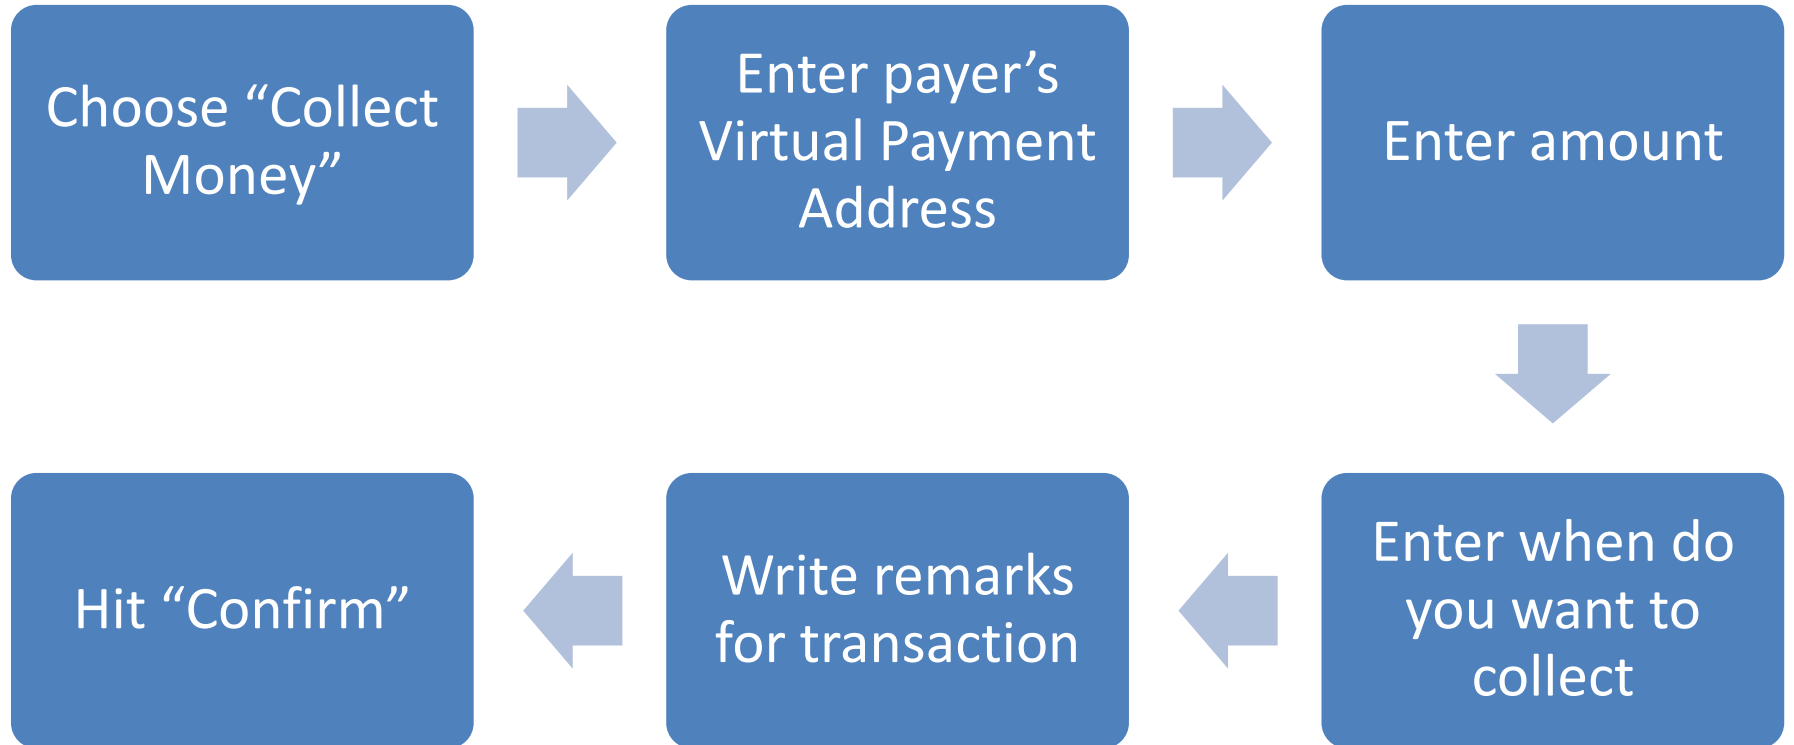 Choose “Collect
Money”
Enter payer’s
Virtual Payment
Address
Enter amount
Enter when do
you want to
collect
Write remarks
for transaction
Hit “Confirm”